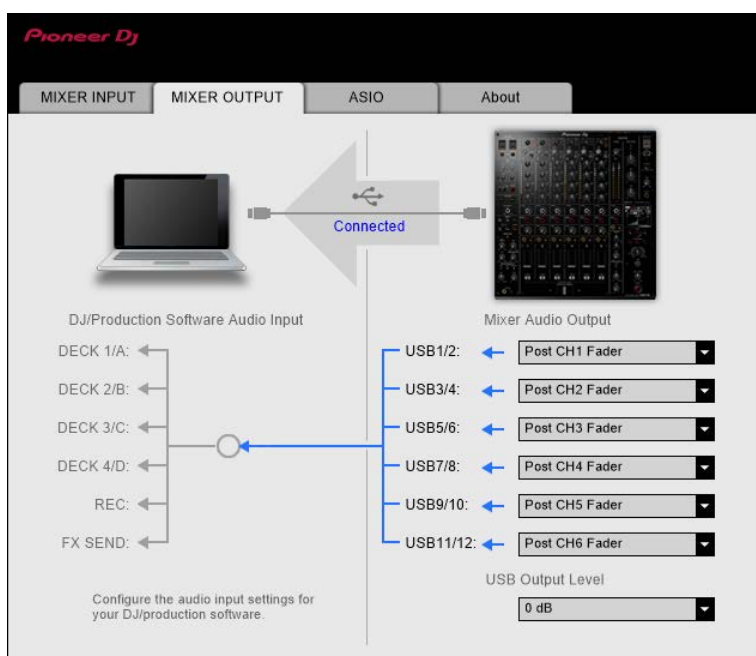 Pioneer Dj
MIXER INPUT
MIXER OUTPUT
ASIO
About
Connected
DJ/Production Software Audio Input
Mixer Audio Output
DECK 1/A:
DECK 2/B:
DECK 3/C:
DECK 4/D:
REC:
FX SEND:
USB1/2:
Post CH1 Fader
USB3/4:
Post CH2 Fader
USB5/6:
Post CH3 Fader
USB7/8:
Post CH4 Fader
USB9/10:
Post CH5 Fader
USB11/12:
Post CH6 Fader
USB Output Level
0 dB
Configure the audio input settings for
your DJ/production software.